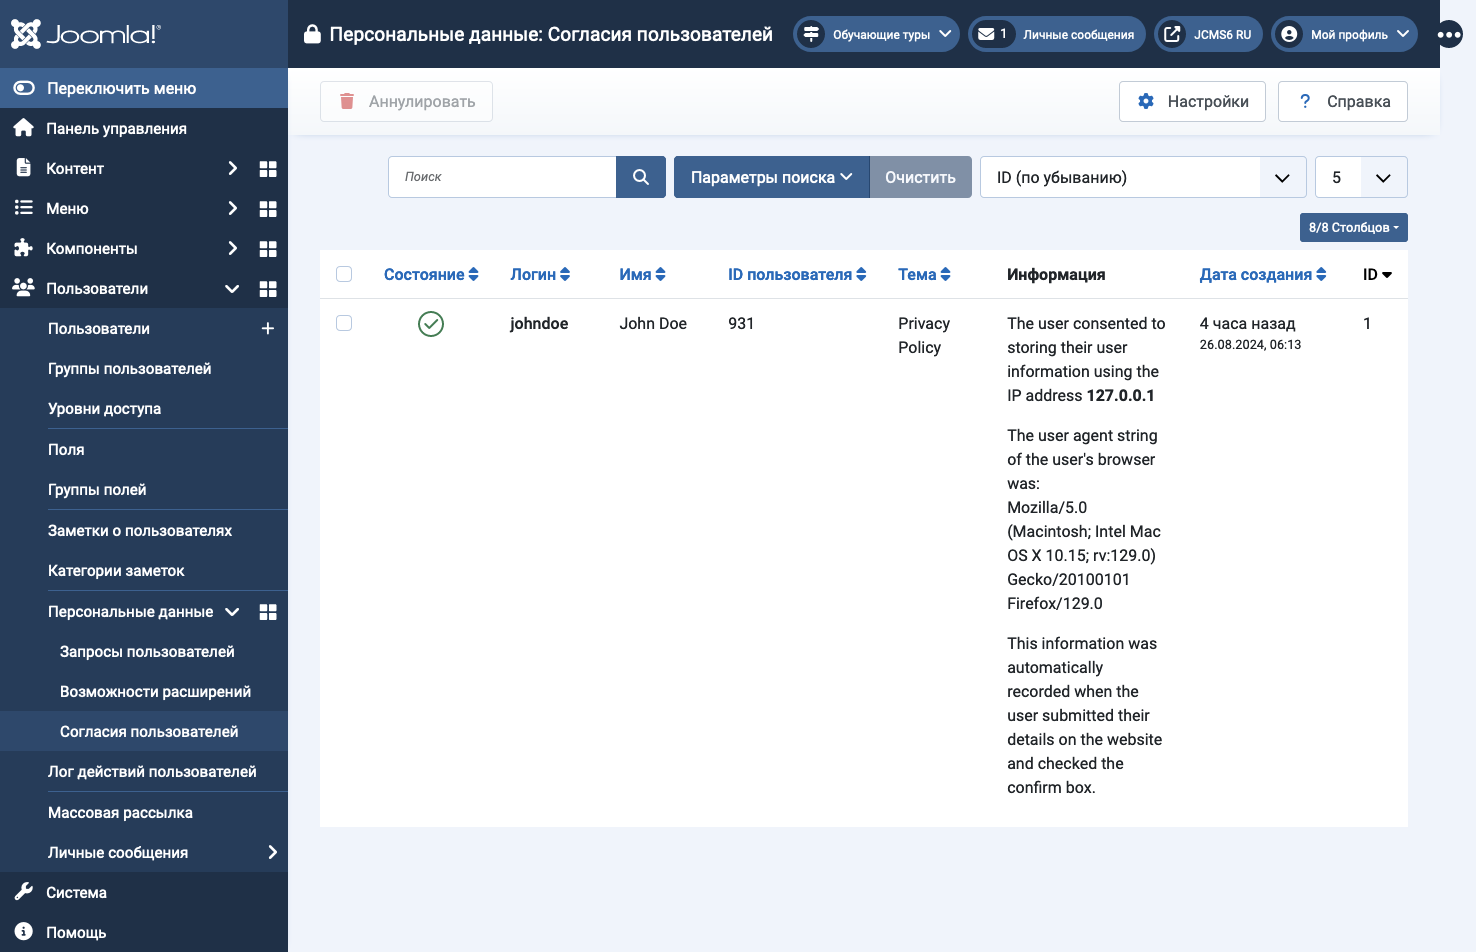 Joomla!®
Персональные данные: Согласия пользователей
Обучающие туры
1 Личные сообщения
JCMS6 RU
Мой профиль
Переключить меню
Панель управления
Контент
Меню
Компоненты
Пользователи
Пользователи
Группы пользователей
Уровни доступа
Поля
Группы полей
Заметки о пользователях
Категории заметок
Персональные данные
Запросы пользователей
Возможности расширений
Согласия пользователей
Лог действий пользователей
Массовая рассылка
Личные сообщения
Система
Помощь
Аннулировать
Настройки
? Справка
Поиск
Параметры поиска
Очистить
ID (по убыванию)
5
8/8 Столбцов
Состояние Логин Имя ID пользователя Тема Информация Дата создания ID
johndoe
John Doe
931
Privacy
Policy
The user consented to
storing their user
information using the
IP address 127.0.0.1
The user agent string
of the user's browser
was:
Mozilla/5.0
(Macintosh; Intel Mac
OS X 10.15; rv:129.0)
Gecko/20100101
Firefox/129.0
This information was
automatically
recorded when the
user submitted their
details on the website
and checked the
confirm box.
4 часа назад
26.08.2024, 06:13
1